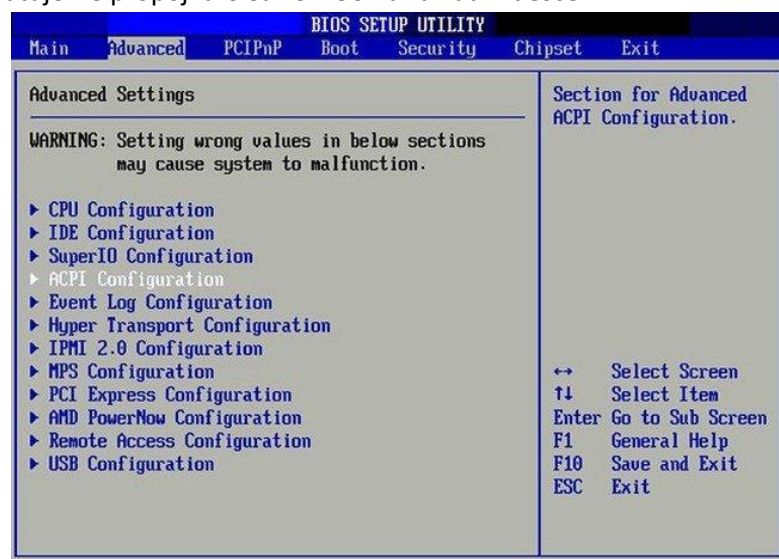 BIOS SETUP UTILITY
Main Advanced PCIPnP Boot Security Chipset Exit
Advanced Settings
WARNING: Setting wrong values in below sections
may cause system to malfunction.
▶ CPU Configuration
▶ IDE Configuration
▶ SuperIO Configuration
▶ ACPI Configuration
▶ Event Log Configuration
▶ Hyper Transport Configuration
▶ IPMI 2.0 Configuration
▶ MPS Configuration
▶ PCI Express Configuration
▶ AMD PowerNow Configuration
▶ Remote Access Configuration
▶ USB Configuration
Section for Advanced
ACPI Configuration.
↔ Select Screen
↑↓ Select Item
Enter Go to Sub Screen
F1 General Help
F10 Save and Exit
ESC Exit